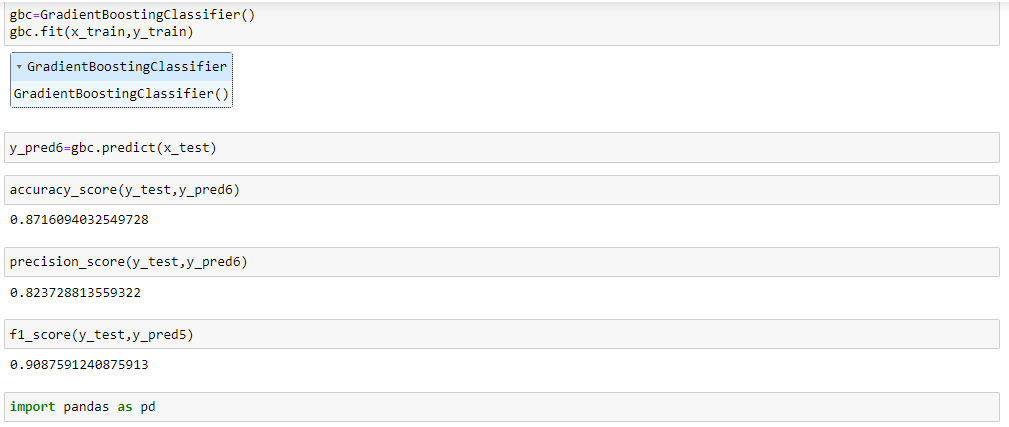 gbc=GradientBoostingClassifier()
gbc.fit(x_train,y_train)
▾ GradientBoostingClassifier
GradientBoostingClassifier()
y_pred6=gbc.predict(x_test)
accuracy_score(y_test,y_pred6)
0.8716094032549728
precision_score(y_test,y_pred6)
0.823728813559322
f1_score(y_test,y_pred5)
0.9087591240875913
import pandas as pd